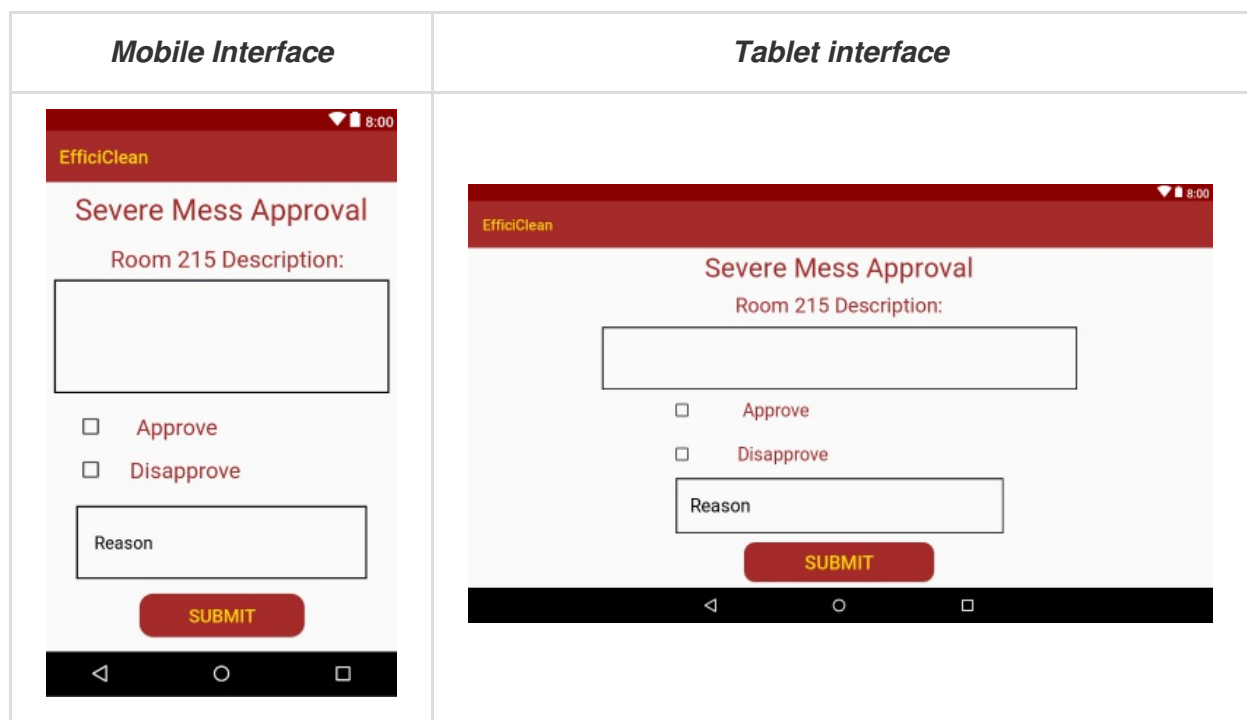 Mobile Interface
Tablet interface
8:00
EfficiClean
Severe Mess Approval
Room 215 Description:
Approve
Disapprove
Reason
SUBMIT
8:00
EfficiClean
Severe Mess Approval
Room 215 Description:
Approve
Disapprove
Reason
SUBMIT